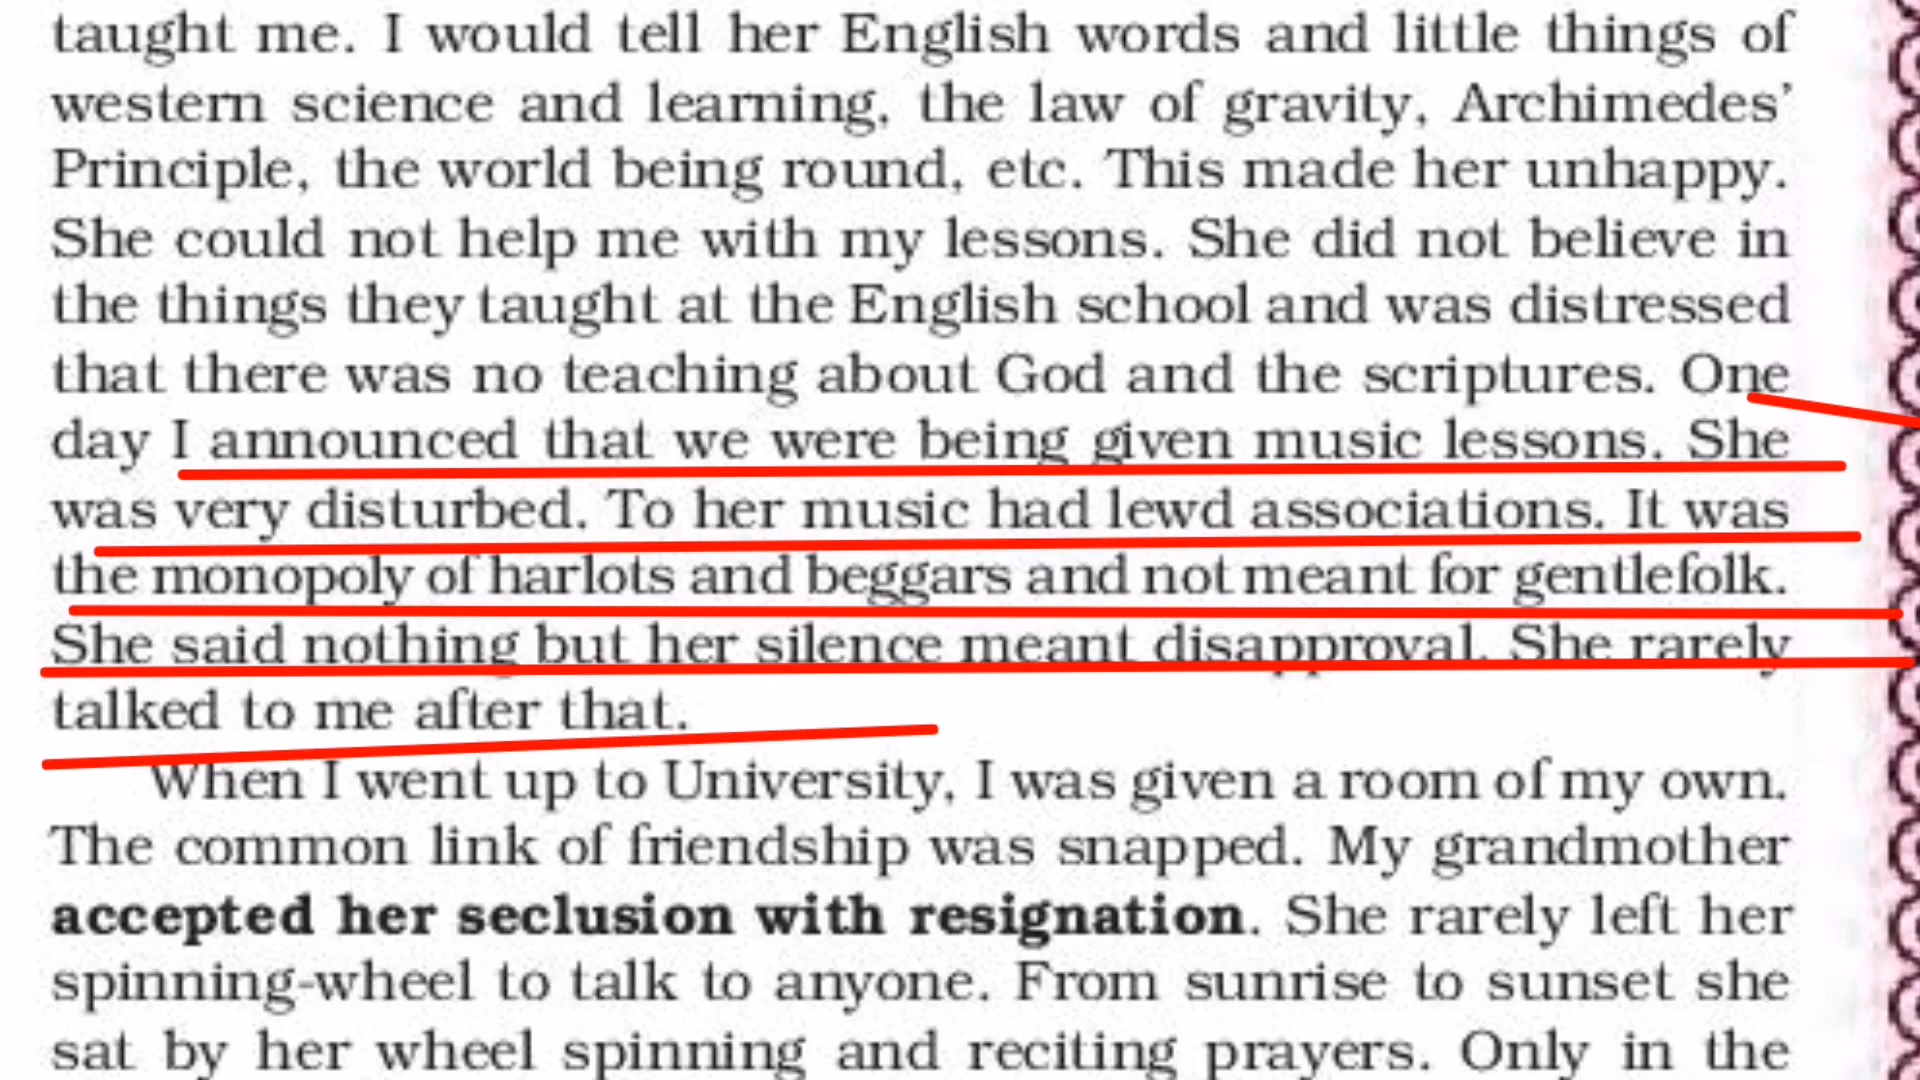 taught me. I would tell her English words and little things of
western science and learning, the law of gravity, Archimedes’
Principle, the world being round, etc. This made her unhappy.
She could not help me with my lessons. She did not believe in
the things they taught at the English school and was distressed
that there was no teaching about God and the scriptures. One
day I announced that we were being given music lessons. She
was very disturbed. To her music had lewd associations. It was
the monopoly of harlots and beggars and not meant for gentlefolk.
She said nothing but her silence meant disapproval. She rarely
talked to me after that.
When I went up to University, I was given a room of my own.
The common link of friendship was snapped. My grandmother
accepted her seclusion with resignation. She rarely left her
spinning-wheel to talk to anyone. From sunrise to sunset she
sat by her wheel spinning and reciting prayers. Only in the